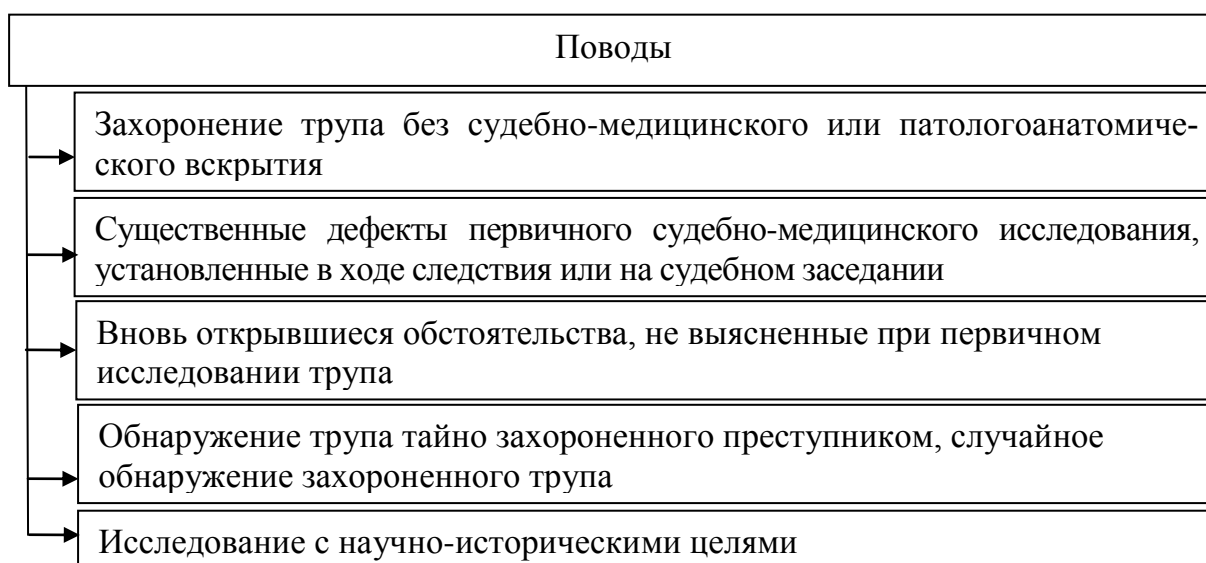 Поводы
Захоронение трупа без судебно-медицинского или патологоанатомиче-
ского вскрытия
Существенные дефекты первичного судебно-медицинского исследования,
установленные в ходе следствия или на судебном заседании
Вновь открывшиеся обстоятельства, не выясненные при первичном
исследовании трупа
Обнаружение трупа тайно захороненного преступником, случайное
обнаружение захороненного трупа
Исследование с научно-историческими целями